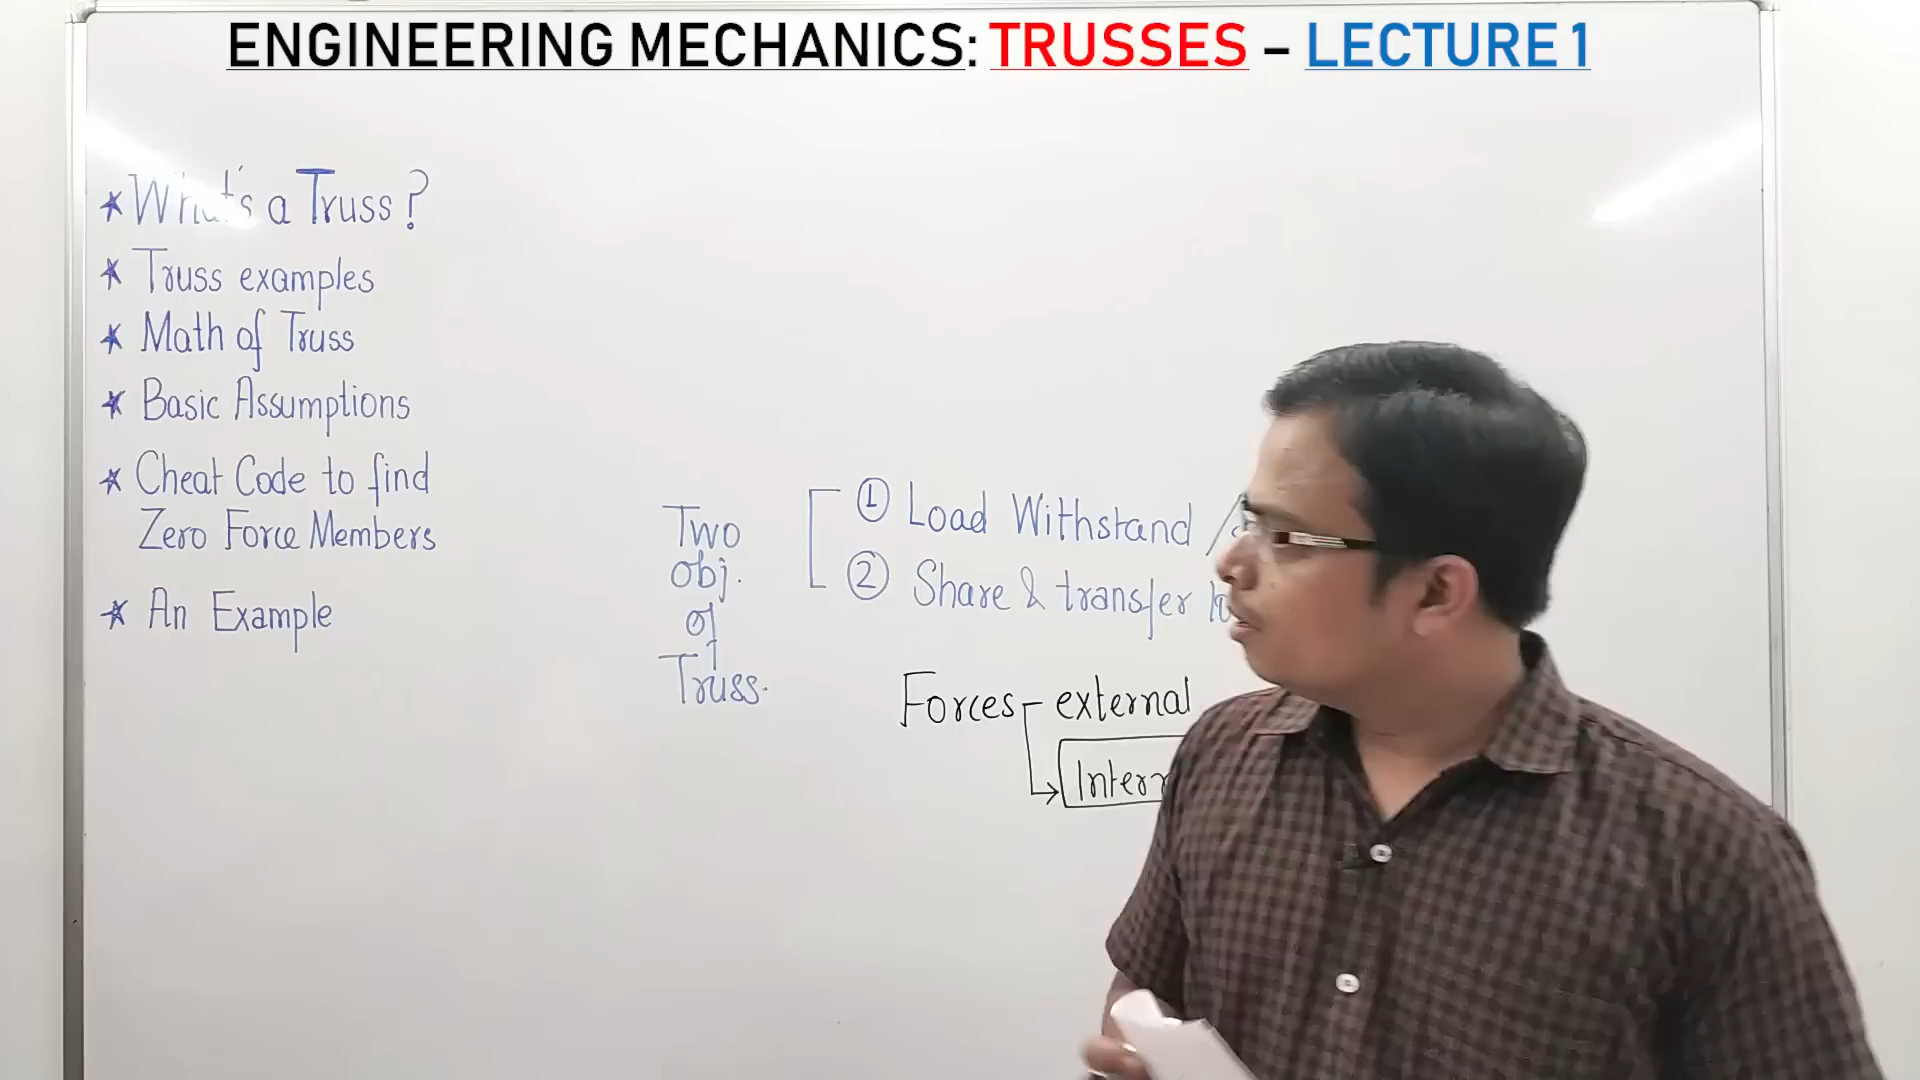 ENGINEERING MECHANICS: TRUSSES – LECTURE 1
* What's a Truss?
* Truss examples
* Math of Truss
* Basic Assumptions
* Cheat Code to find
Zero Force Members
* An Example
Two
obj.
of
Truss.
① Load Withstand /
② Share & transfer
Forces external